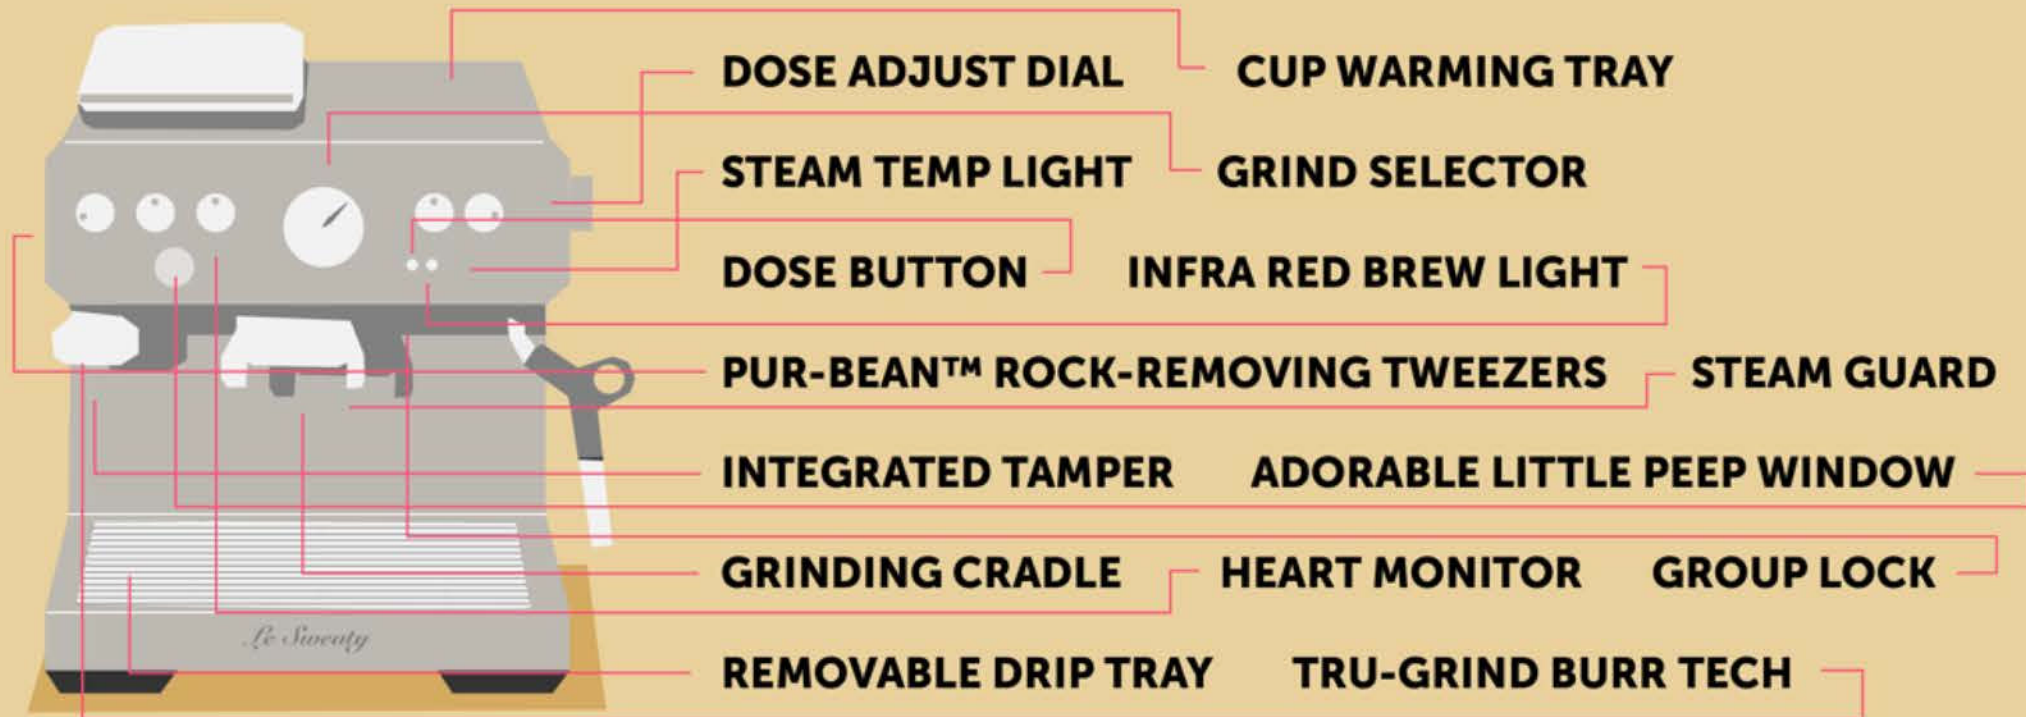 DOSE ADJUST DIAL CUP WARMING TRAY
STEAM TEMP LIGHT GRIND SELECTOR
DOSE BUTTON INFRA RED BREW LIGHT
PUR-BEAN™ ROCK-REMOVING TWEEZERS STEAM GUARD
INTEGRATED TAMPER ADORABLE LITTLE PEEP WINDOW
GRINDING CRADLE HEART MONITOR GROUP LOCK
Le Sweaty
REMOVABLE DRIP TRAY TRU-GRIND BURR TECH